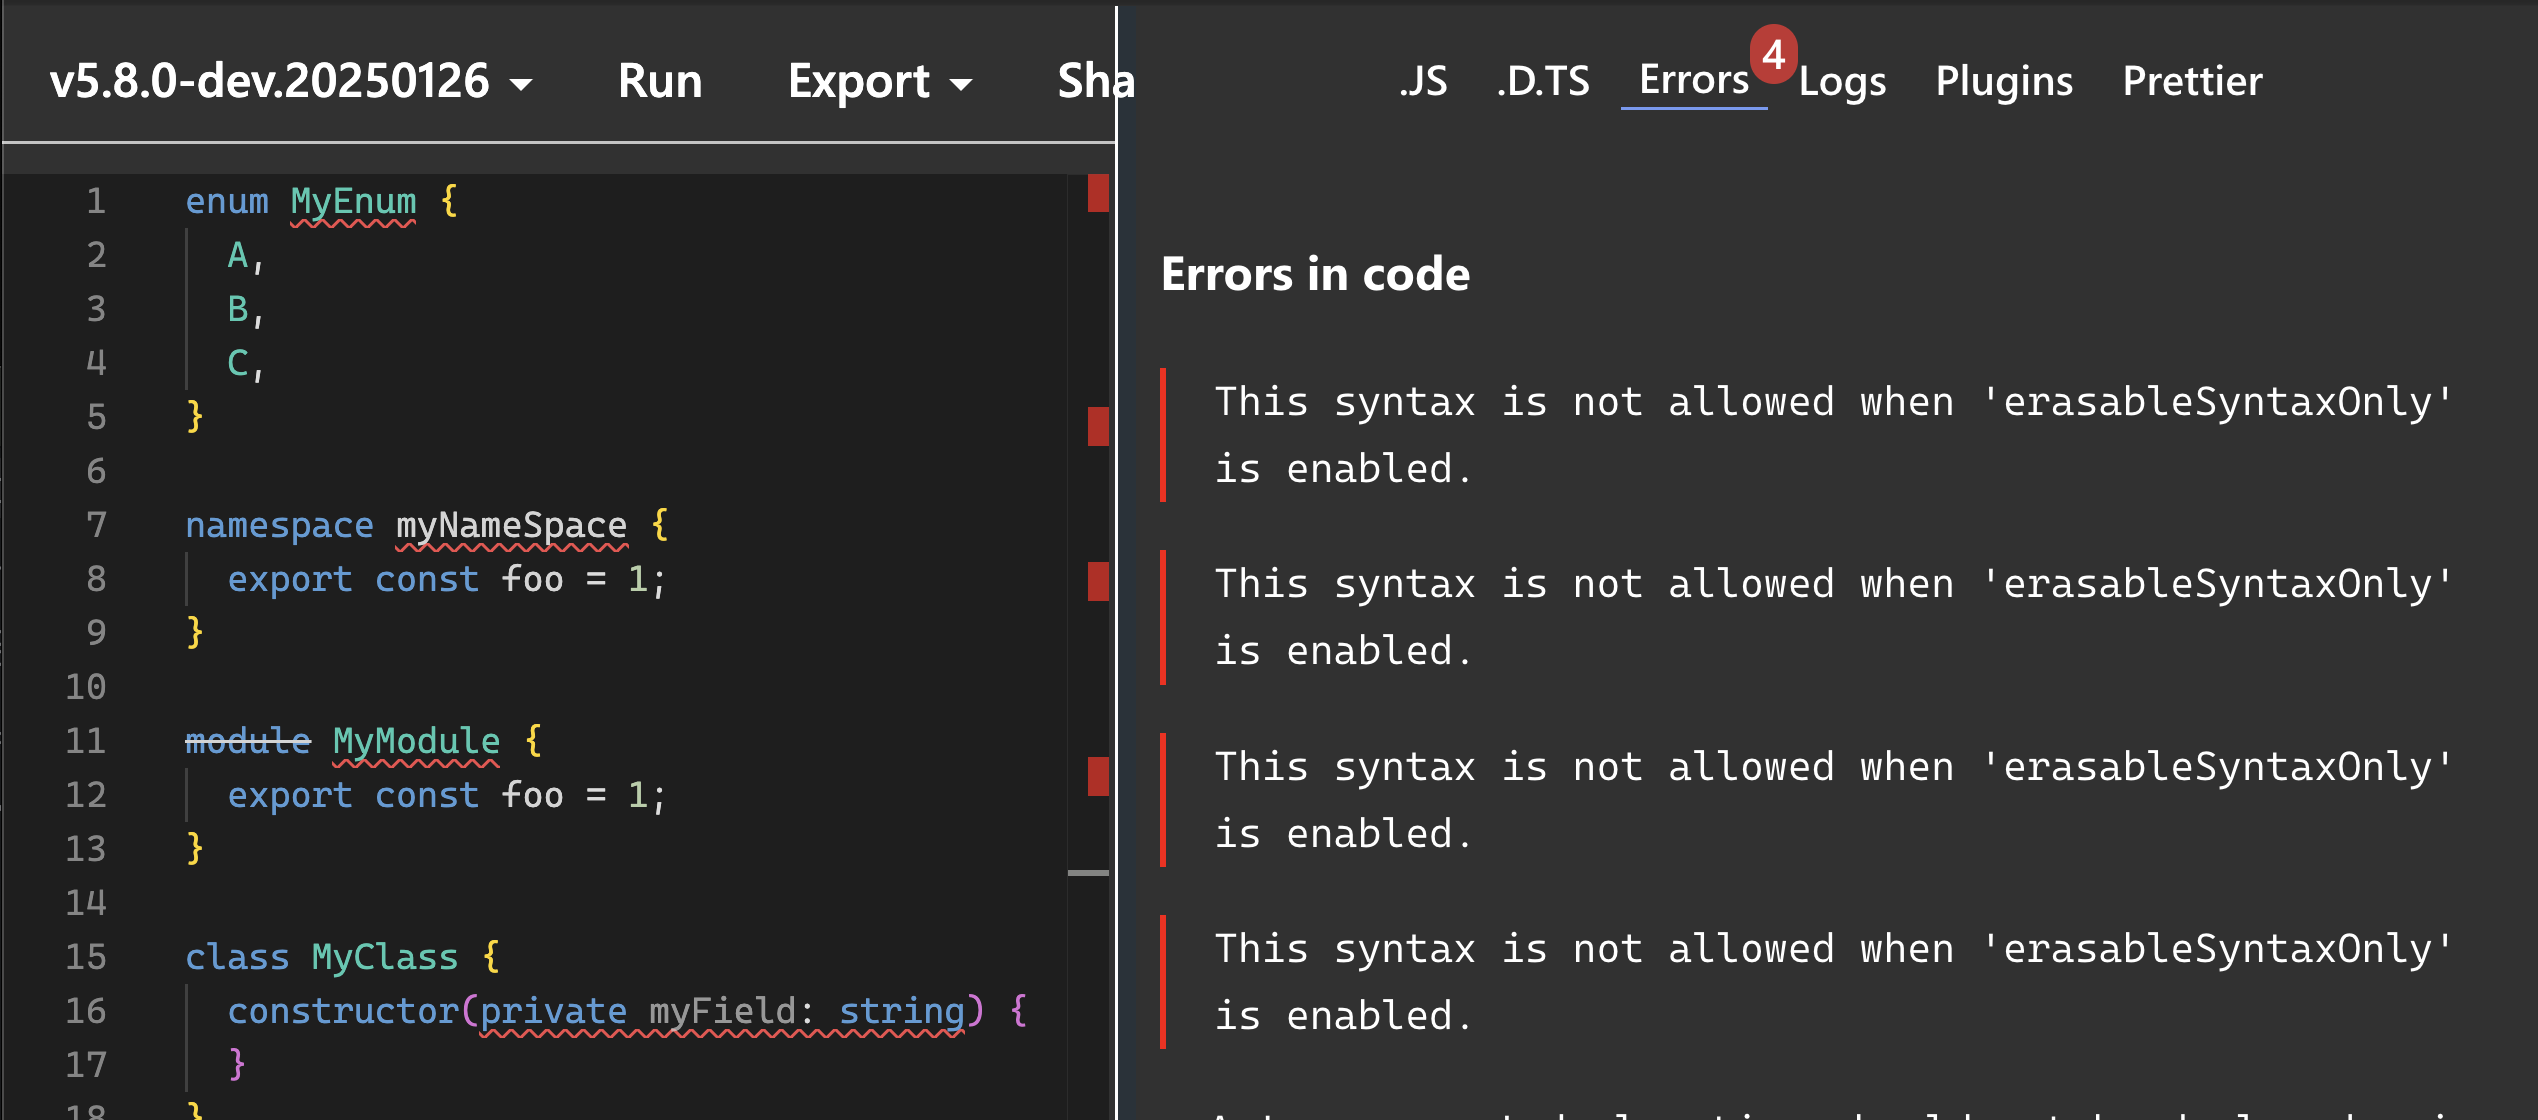 v5.8.0-dev.20250126 Run Export Sha
.JS .D.TS Errors 4 Logs Plugins Prettier
1 enum MyEnum {
2 A,
3 B,
4 C,
5 }
6
7 namespace myNameSpace {
8 export const foo = 1;
9 }
10
11 module MyModule {
12 export const foo = 1;
13 }
14
15 class MyClass {
16 constructor(private myField: string) {
17 }
18 }
Errors in code
This syntax is not allowed when 'erasableSyntaxOnly'
is enabled.
This syntax is not allowed when 'erasableSyntaxOnly'
is enabled.
This syntax is not allowed when 'erasableSyntaxOnly'
is enabled.
This syntax is not allowed when 'erasableSyntaxOnly'
is enabled.